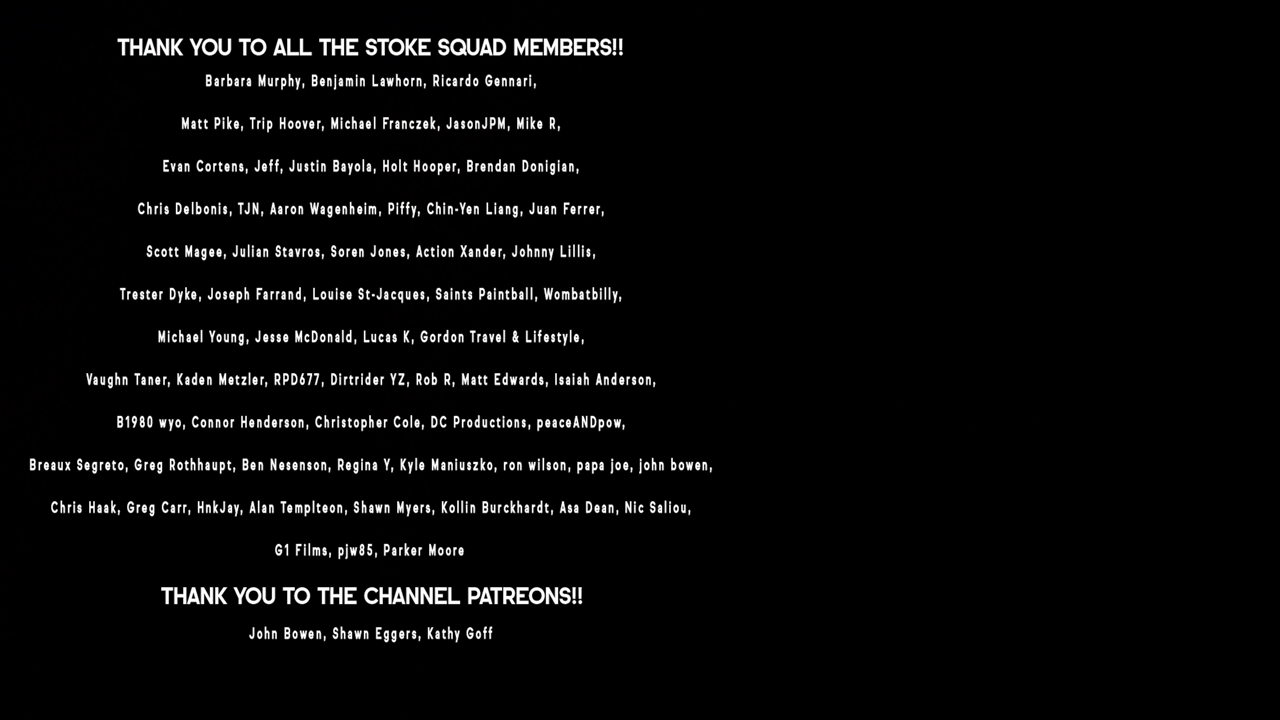 THANK YOU TO ALL THE STOKE SQUAD MEMBERS!!
Barbara Murphy, Benjamin Lawhorn, Ricardo Gennari,
Matt Pike, Trip Hoover, Michael Franczek, JasonJPM, Mike R,
Evan Cortens, Jeff, Justin Bayola, Holt Hooper, Brendan Donigian,
Chris Delbonis, TJN, Aaron Wagenheim, Piffy, Chin-Yen Liang, Juan Ferrer,
Scott Magee, Julian Stavros, Soren Jones, Action Xander, Johnny Lillis,
Trester Dyke, Joseph Farrand, Louise St-Jacques, Saints Paintball, Wombatbilly,
Michael Young, Jesse McDonald, Lucas K, Gordon Travel & Lifestyle,
Vaughn Taner, Kaden Metzler, RPD677, Dirtrider YZ, Rob R, Matt Edwards, Isaiah Anderson,
B1980 wyo, Connor Henderson, Christopher Cole, DC Productions, peaceANDpow,
Breaux Segreto, Greg Rothhaupt, Ben Nesenson, Regina Y, Kyle Maniuszko, ron wilson, papa joe, john bowen,
Chris Haak, Greg Carr, HnkJay, Alan Templteon, Shawn Myers, Kollin Burckhardt, Asa Dean, Nic Saliou,
G1 Films, pjw85, Parker Moore
THANK YOU TO THE CHANNEL PATREONS!!
John Bowen, Shawn Eggers, Kathy Goff